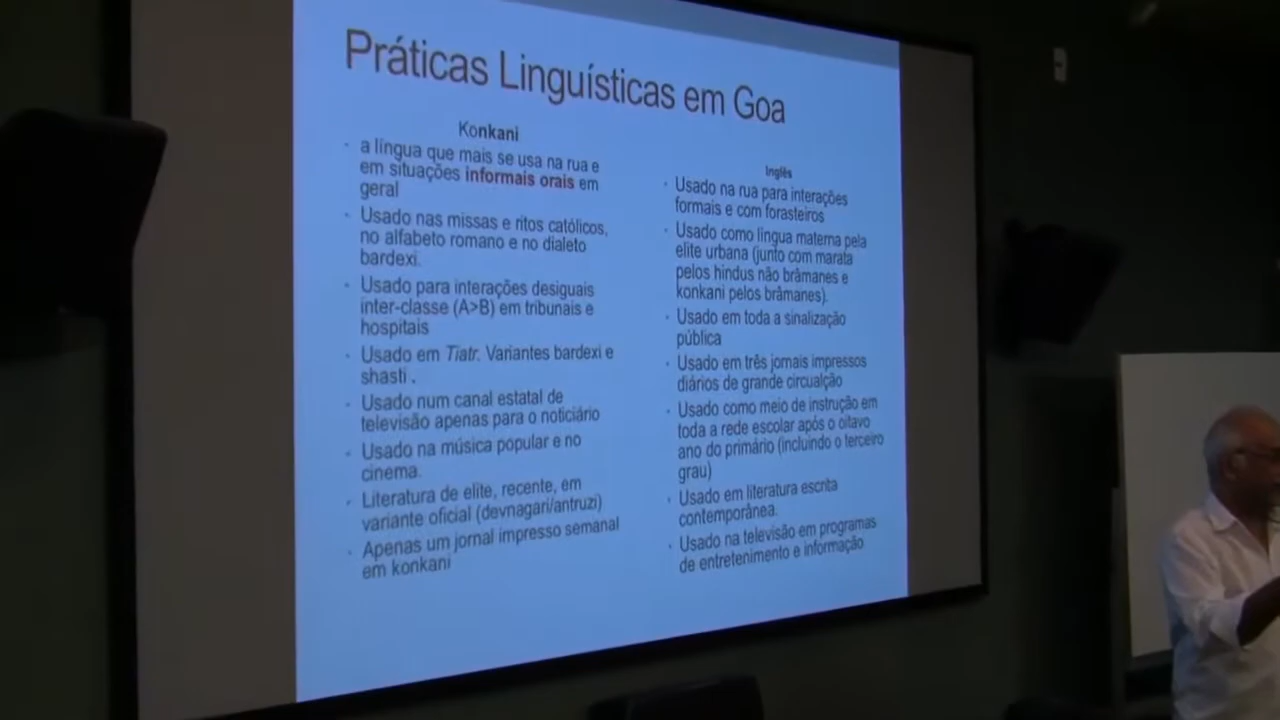 Práticas Linguísticas em Goa
Konkani
a língua que mais se usa na rua e
em situações informais orais em
geral
Usado nas missas e ritos católicos,
no alfabeto romano e no dialeto
bardexi.
Usado para interações desiguais
inter-classe (A>B) em tribunais e
hospitais
Usado em Tiatr. Variantes bardexi e
shasti .
Usado num canal estatal de
televisão apenas para o noticiário
Usado na música popular e no
cinema.
Literatura de elite, recente, em
variante oficial (devnagari/antruzi)
Apenas um jornal impresso semanal
em konkani
Inglês
Usado na rua para interações
formais e com forasteiros
Usado como língua materna pela
elite urbana (junto com marata
pelos hindus não brâmanes e
konkani pelos brâmanes).
Usado em toda a sinalização
pública
Usado em três jornais impressos
diários de grande circualção
Usado como meio de instrução em
toda a rede escolar após o oitavo
ano do primário (incluindo o terceiro
grau)
Usado em literatura escrita
contemporânea.
Usado na televisão em programas
de entretenimento e informação